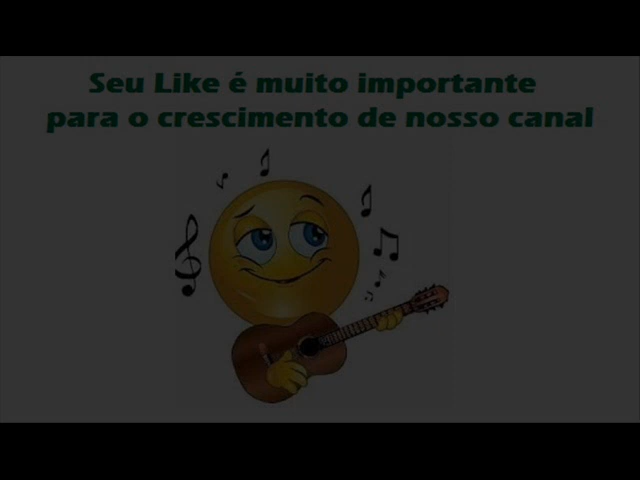 Seu Like é muito importante
para o crescimento de nosso canal